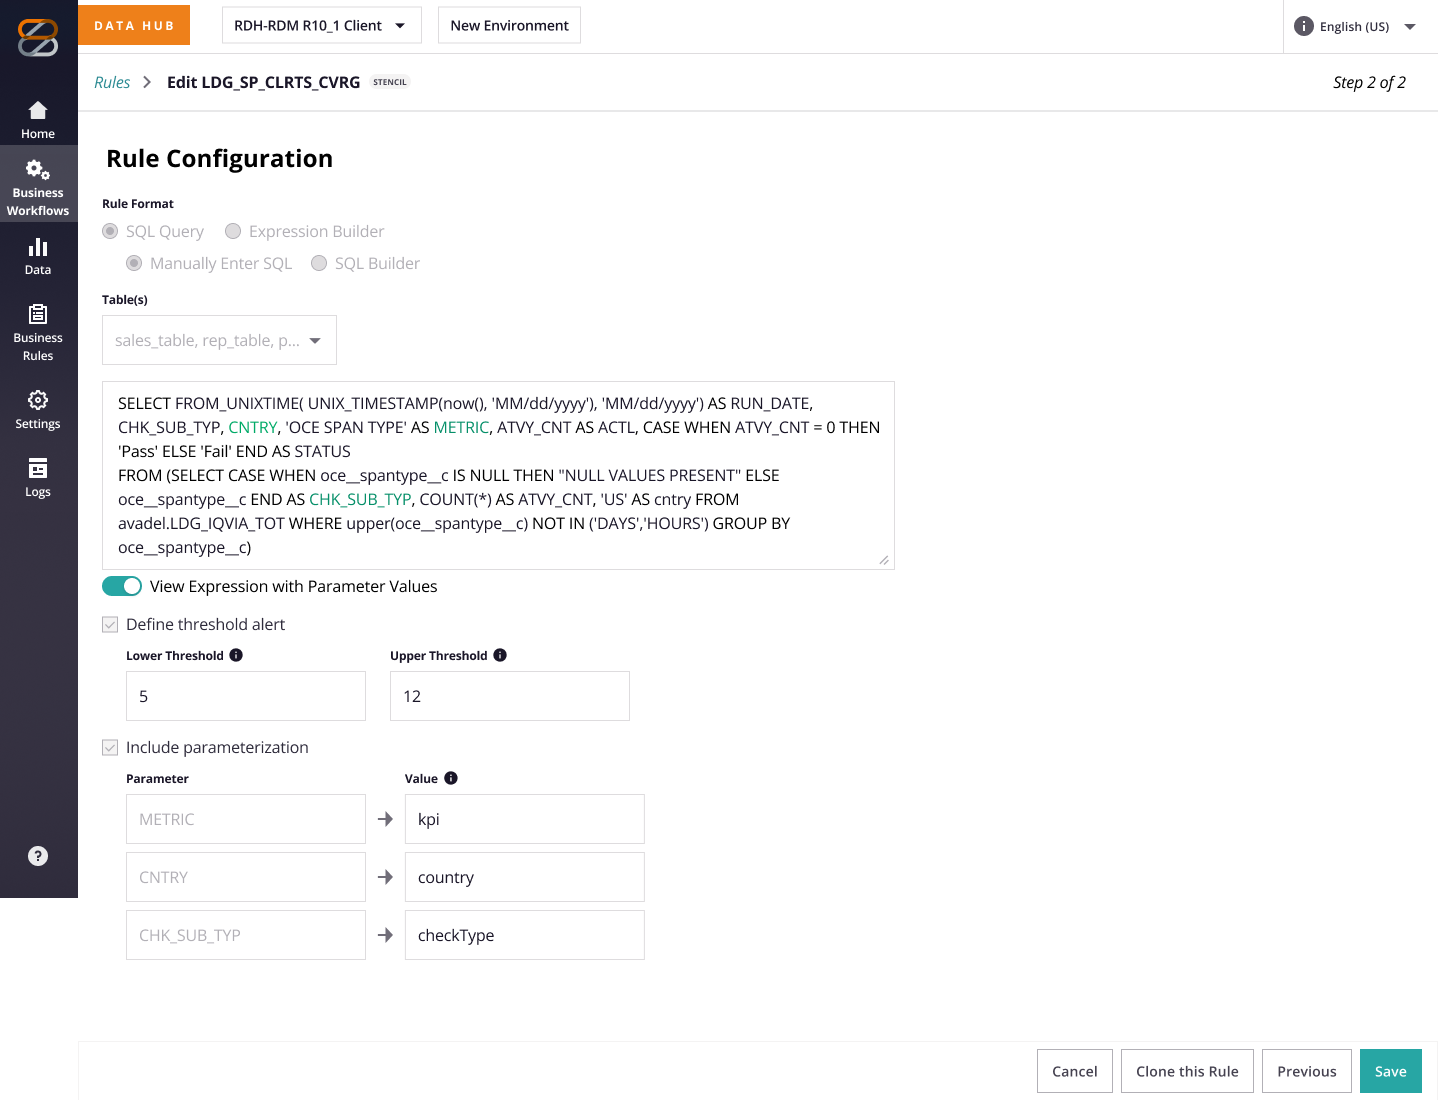 DATA HUB
RDH-RDM R10_1 Client
New Environment
English (US)
Rules
Edit LDG_SP_CLRTS_CVRG
STENCIL
Step 2 of 2
Home
Business
Workflows
Data
Business
Rules
Settings
Logs
Rule Configuration
Rule Format
SQL Query
Expression Builder
Manually Enter SQL
SQL Builder
Table(s)
sales_table, rep_table, p...
SELECT FROM_UNIXTIME( UNIX_TIMESTAMP(now(), 'MM/dd/yyyy'), 'MM/dd/yyyy') AS RUN_DATE,
CHK_SUB_TYP, CNTRY, 'OCE SPAN TYPE' AS METRIC, ATVY_CNT AS ACTL, CASE WHEN ATVY_CNT = 0 THEN
'Pass' ELSE 'Fail' END AS STATUS
FROM (SELECT CASE WHEN oce__spantype__c IS NULL THEN "NULL VALUES PRESENT" ELSE
oce__spantype__c END AS CHK_SUB_TYP, COUNT(*) AS ATVY_CNT, 'US' AS cntry FROM
avadel.LDG_IQVIA_TOT WHERE upper(oce__spantype__c) NOT IN ('DAYS','HOURS') GROUP BY
oce__spantype__c)
View Expression with Parameter Values
Define threshold alert
Lower Threshold
Upper Threshold
5
12
Include parameterization
Parameter
Value
METRIC
kpi
CNTRY
country
CHK_SUB_TYP
checkType
Cancel
Clone this Rule
Previous
Save